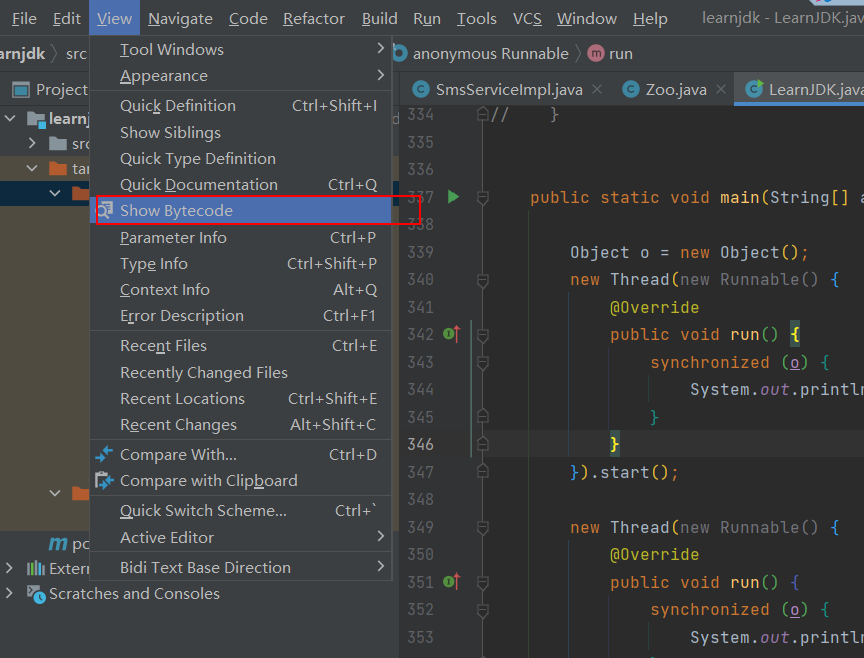 File Edit View Navigate Code Refactor Build Run Tools VCS Window Help learnjdk - LearnJDK.jav
arnjdk src anonymous Runnable m run
Project
SmsServiceImpl.java Zoo.java LearnJDK.java
learnj
src
tar
po
Extern
Scratches and Consoles
Tool Windows
Appearance
Quick Definition Ctrl+Shift+I
Show Siblings
Quick Type Definition
Quick Documentation Ctrl+Q
Show Bytecode
Parameter Info Ctrl+P
Type Info Ctrl+Shift+P
Context Info Alt+Q
Error Description Ctrl+F1
Recent Files Ctrl+E
Recently Changed Files
Recent Locations Ctrl+Shift+E
Recent Changes Alt+Shift+C
Compare With... Ctrl+D
Compare with Clipboard
Quick Switch Scheme... Ctrl+`
Active Editor
Bidi Text Base Direction
334 // }
335
336
337 public static void main(String[] a
338
339 Object o = new Object();
340 new Thread(new Runnable() {
341 @Override
342 public void run() {
343 synchronized (o) {
344 System.out.println
345 }
346 }
347 }).start();
348
349 new Thread(new Runnable() {
350 @Override
351 public void run() {
352 synchronized (o) {
353 System.out.println